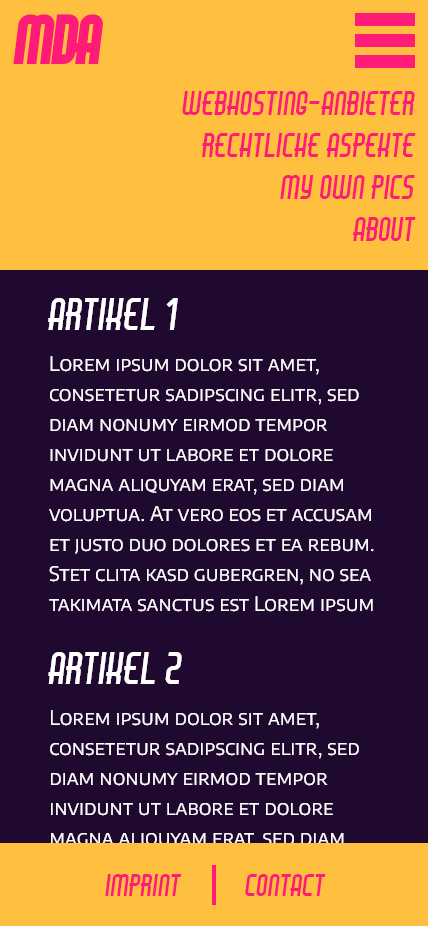 MDA
WEBHOSTING-ANBIETER
RECHTLICHE ASPEKTE
MY OWN PICS
ABOUT
ARTIKEL 1
Lorem ipsum dolor sit amet,
consetetur sadipscing elitr, sed
diam nonumy eirmod tempor
invidunt ut labore et dolore
magna aliquyam erat, sed diam
voluptua. At vero eos et accusam
et justo duo dolores et ea rebum.
Stet clita kasd gubergren, no sea
takimata sanctus est Lorem ipsum
ARTIKEL 2
Lorem ipsum dolor sit amet,
consetetur sadipscing elitr, sed
diam nonumy eirmod tempor
invidunt ut labore et dolore
magna aliquyam erat, sed diam
IMPRINT | CONTACT